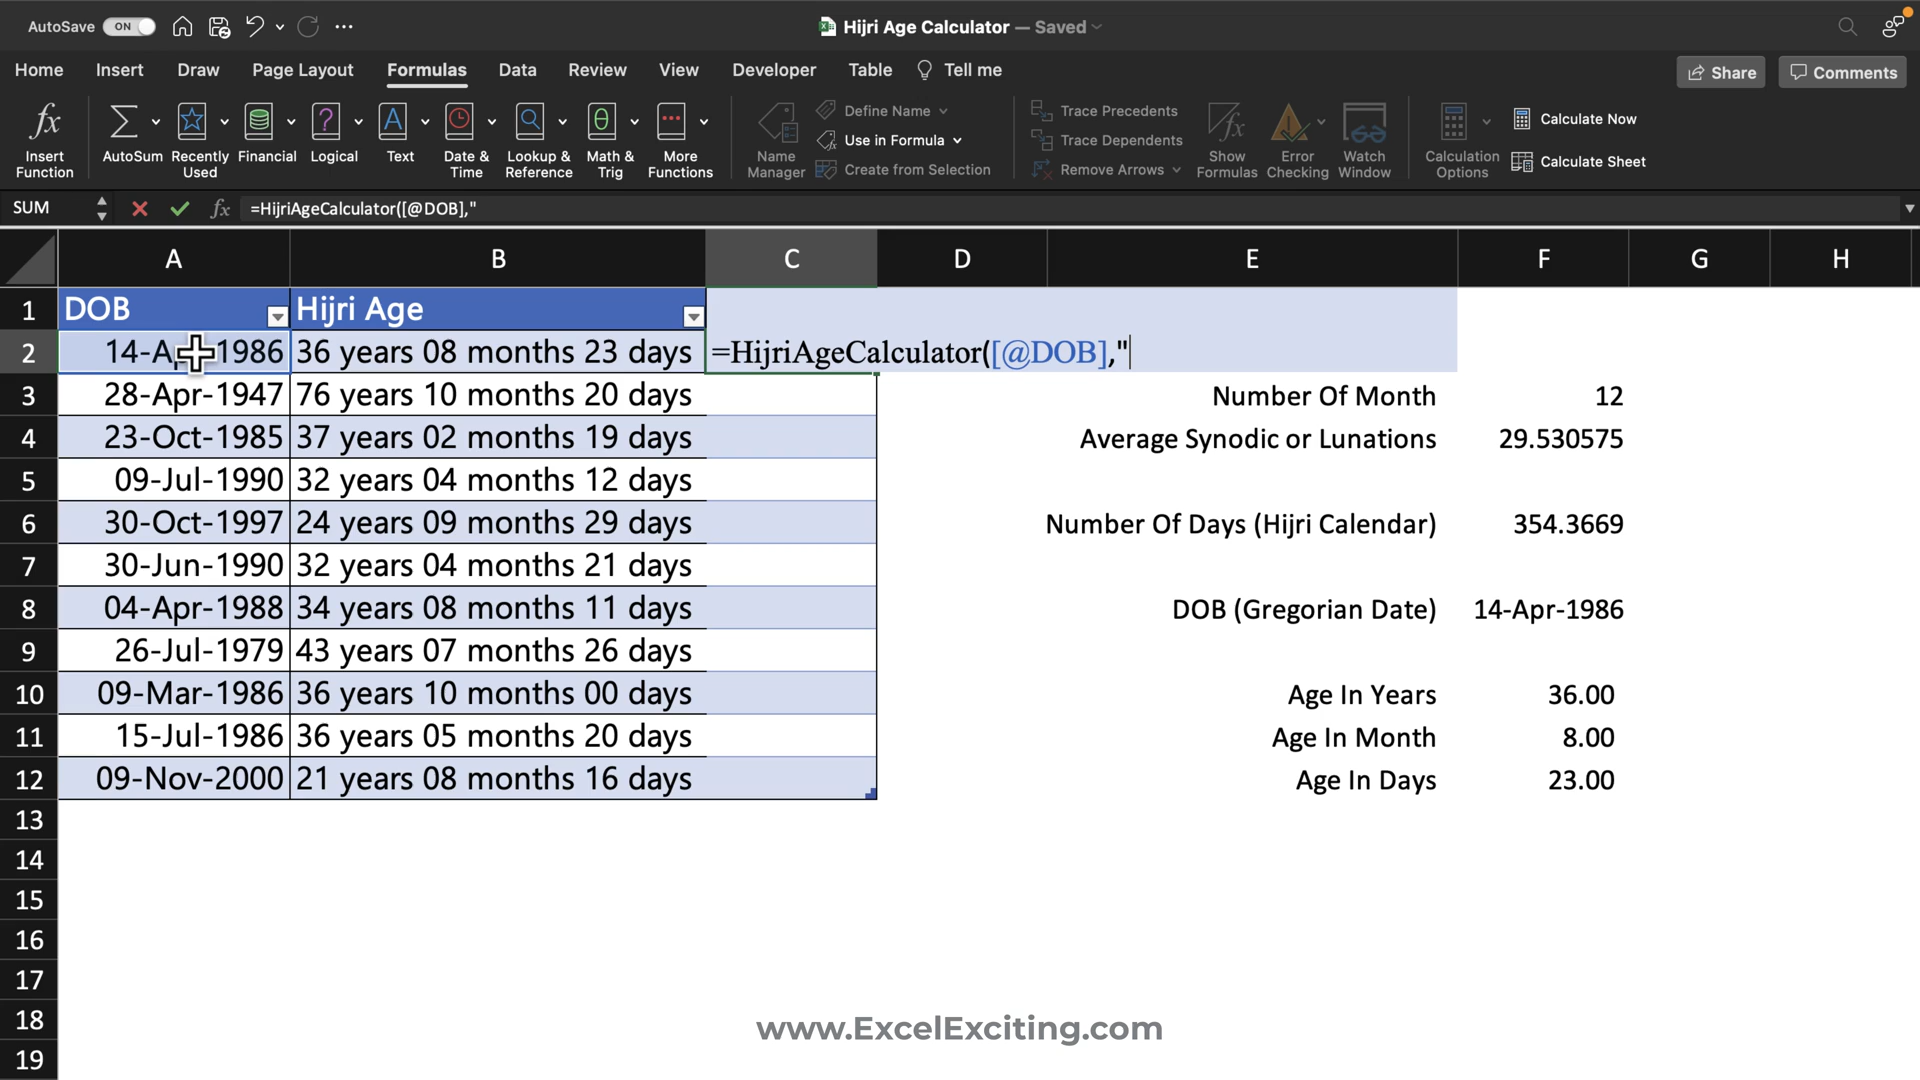 AutoSave ON Hijri Age Calculator — Saved
Home Insert Draw Page Layout Formulas Data Review View Developer Table Tell me Share Comments
Insert Function AutoSum Recently Used Financial Logical Text Date & Time Lookup & Reference Math & Trig More Functions Name Manager Define Name Use in Formula Create from Selection Trace Precedents Trace Dependents Remove Arrows Show Formulas Error Checking Watch Window Calculation Options Calculate Now Calculate Sheet
SUM fx =HijriAgeCalculator([@DOB],"
A B C D E F G H
1 DOB Hijri Age
2 14-Ap 1986 36 years 08 months 23 days =HijriAgeCalculator([@DOB],"
3 28-Apr-1947 76 years 10 months 20 days Number Of Month 12
4 23-Oct-1985 37 years 02 months 19 days Average Synodic or Lunations 29.530575
5 09-Jul-1990 32 years 04 months 12 days
6 30-Oct-1997 24 years 09 months 29 days Number Of Days (Hijri Calendar) 354.3669
7 30-Jun-1990 32 years 04 months 21 days
8 04-Apr-1988 34 years 08 months 11 days DOB (Gregorian Date) 14-Apr-1986
9 26-Jul-1979 43 years 07 months 26 days
10 09-Mar-1986 36 years 10 months 00 days Age In Years 36.00
11 15-Jul-1986 36 years 05 months 20 days Age In Month 8.00
12 09-Nov-2000 21 years 08 months 16 days Age In Days 23.00
13
14
15
16
17
18 www.ExcelExciting.com
19